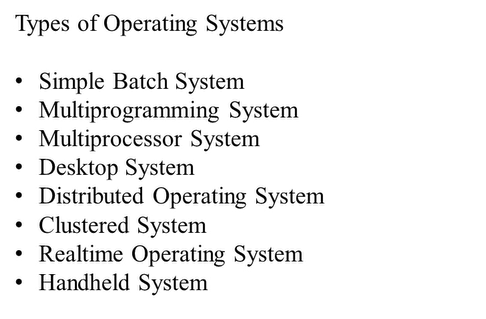 Types of Operating Systems
• Simple Batch System
• Multiprogramming System
• Multiprocessor System
• Desktop System
• Distributed Operating System
• Clustered System
• Realtime Operating System
• Handheld System